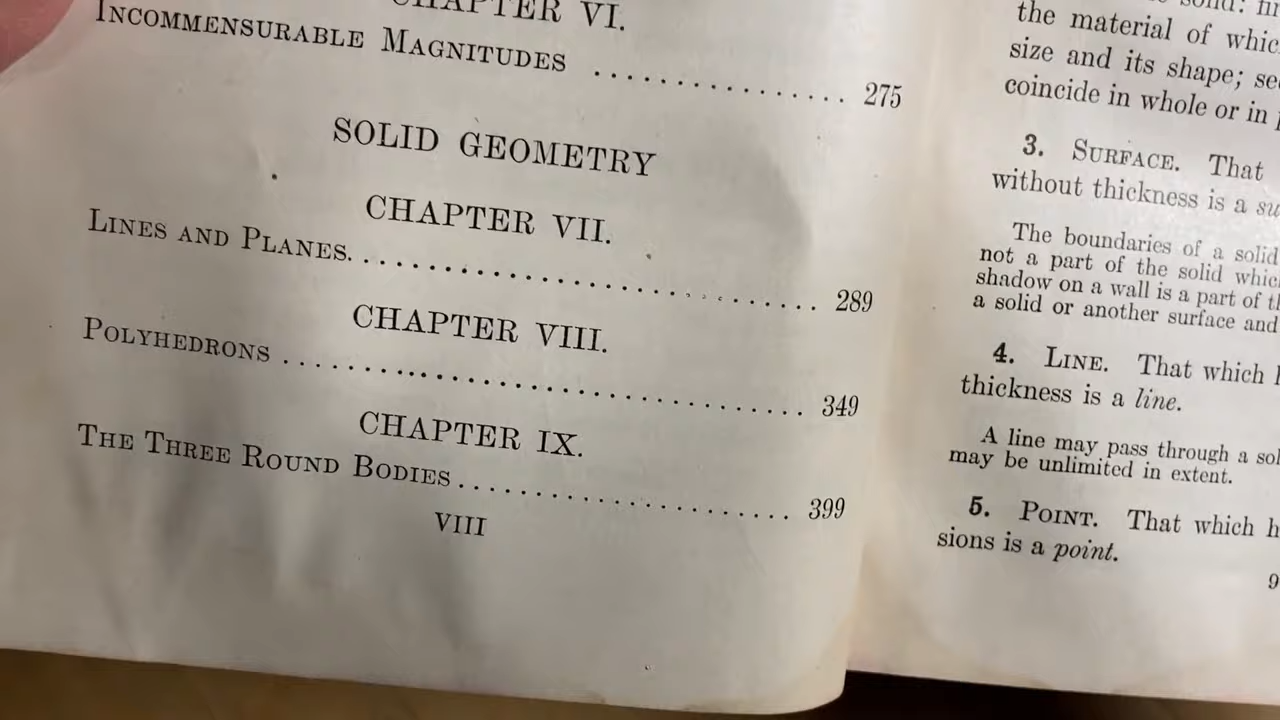 CHAPTER VI.
INCOMMENSURABLE MAGNITUDES .............. 275
SOLID GEOMETRY
CHAPTER VII.
LINES AND PLANES............................. 289
CHAPTER VIII.
POLYHEDRONS ................................ 349
CHAPTER IX.
THE THREE ROUND BODIES...................... 399
VIII
the material of
size and its shape;
coincide in whole or in
3. SURFACE. That
without thickness is a
The boundaries of a solid
not a part of the solid
shadow on a wall is a part of
a solid or another surface and
4. LINE. That which
thickness is a line.
A line may pass through a
may be unlimited in extent.
5. POINT. That which
sions is a point.
9